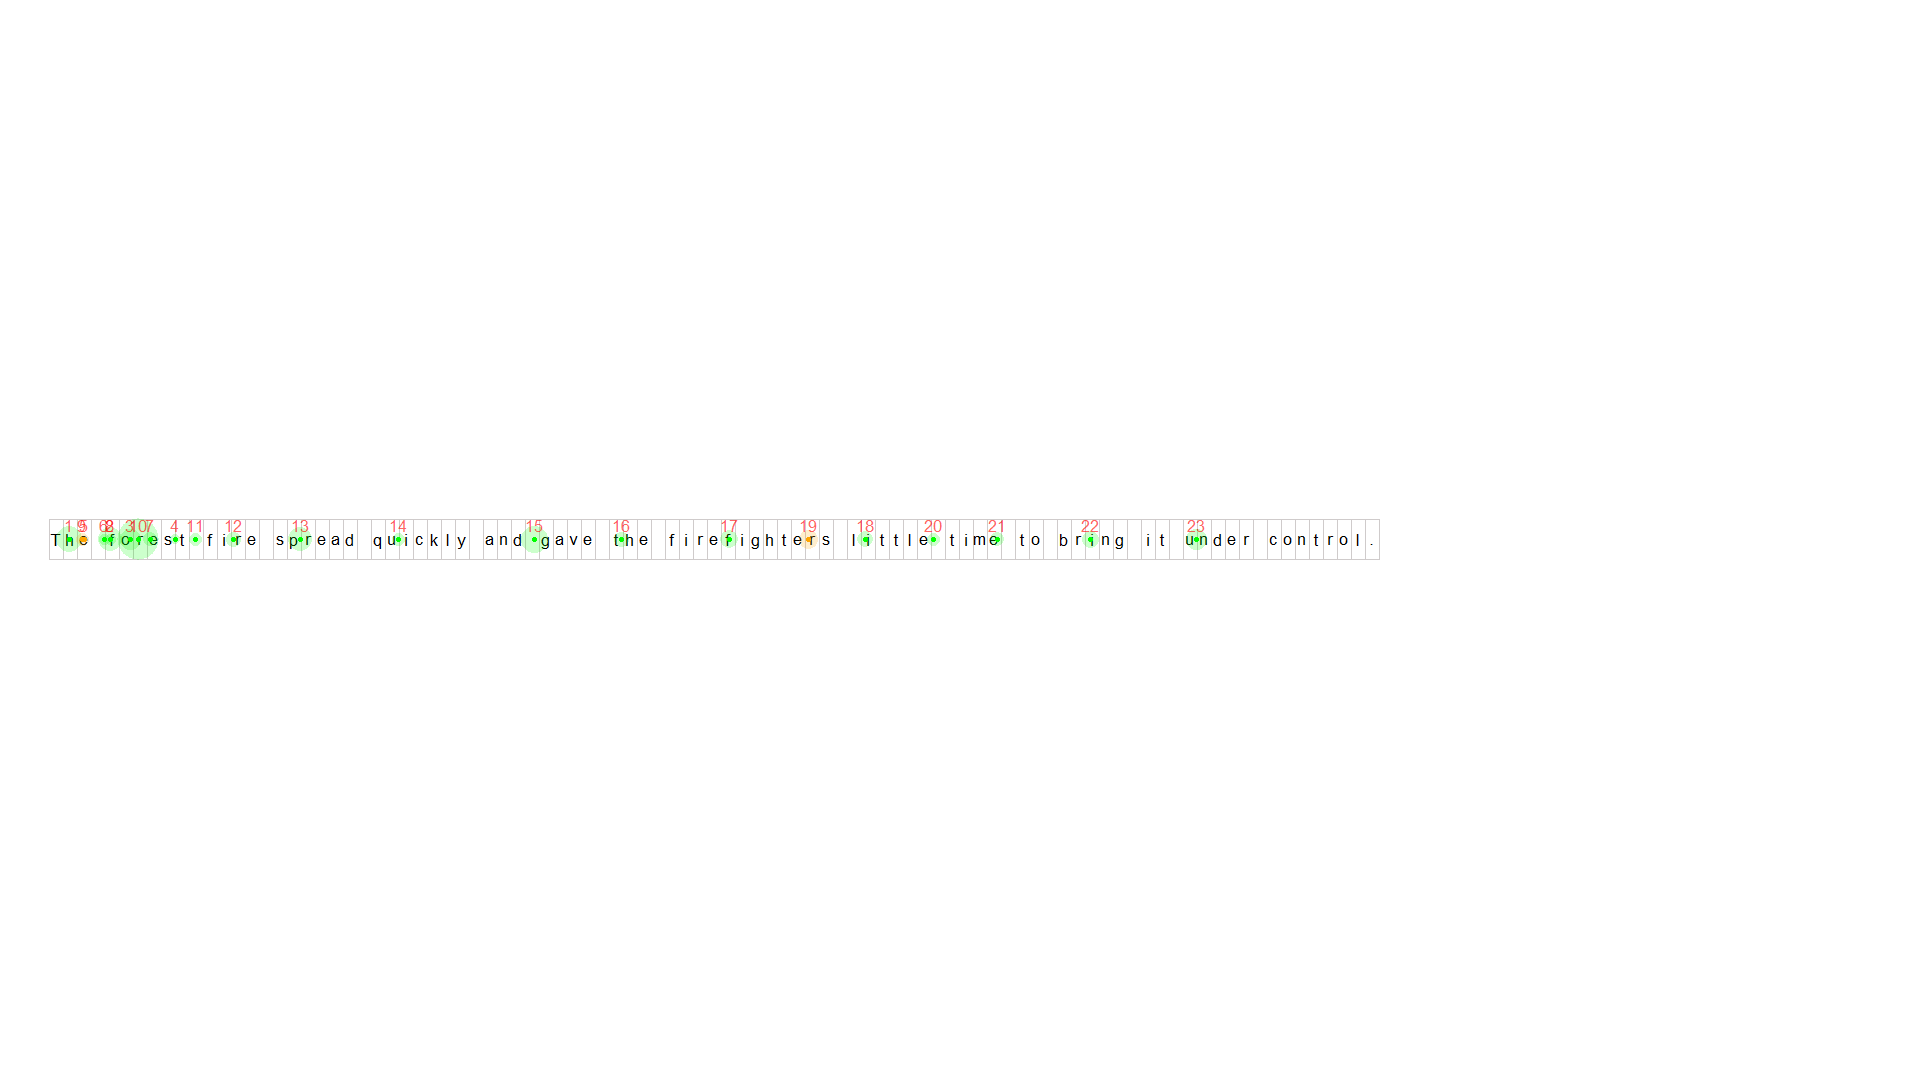 1 9 5 6 8 3 10 7 4 11 12 13 14 15 16 17 19 18 20 21 22 23
The forest fire spread quickly and gave the firefighters little time to bring it under control.